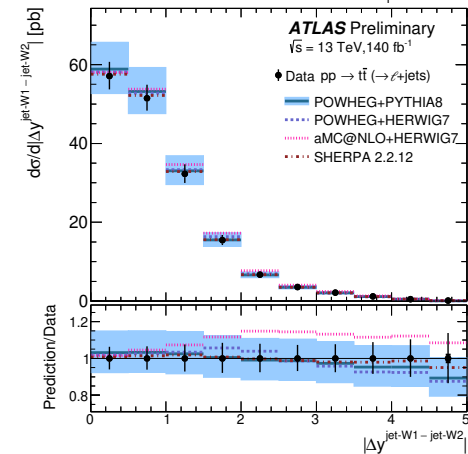 ATLAS Preliminary
√s = 13 TeV,140 fb⁻¹
Data pp → tt̄ (→ ℓ+jets)
POWHEG+PYTHIA8
POWHEG+HERWIG7
aMC@NLO+HERWIG7
SHERPA 2.2.12
dσ/d|Δy^jet-W1 – jet-W2| [pb]
60
40
20
0
Prediction/Data
1.2
1.0
0.8
0 1 2 3 4 5
|Δy^jet-W1 – jet-W2|